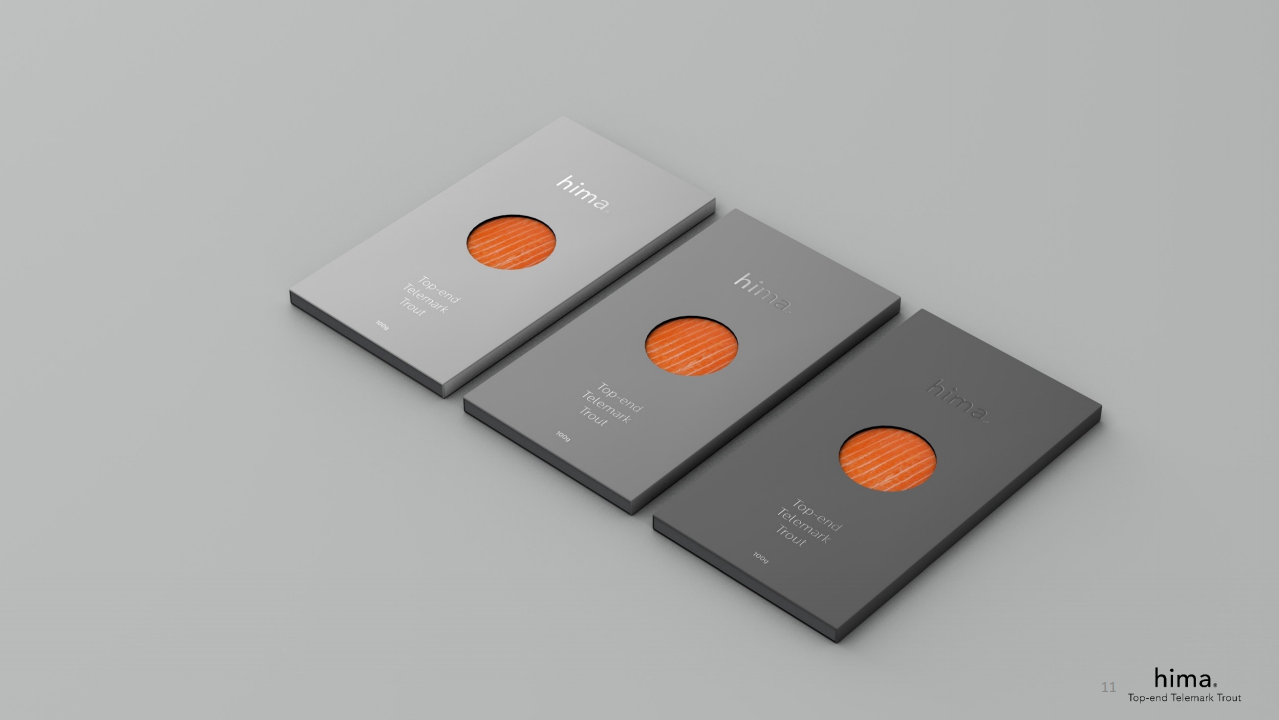 hima.
Top-end
Telemark
Trout
100g
hima.
Top-end
Telemark
Trout
100g
hima.
Top-end
Telemark
Trout
100g
11
hima.
Top-end Telemark Trout